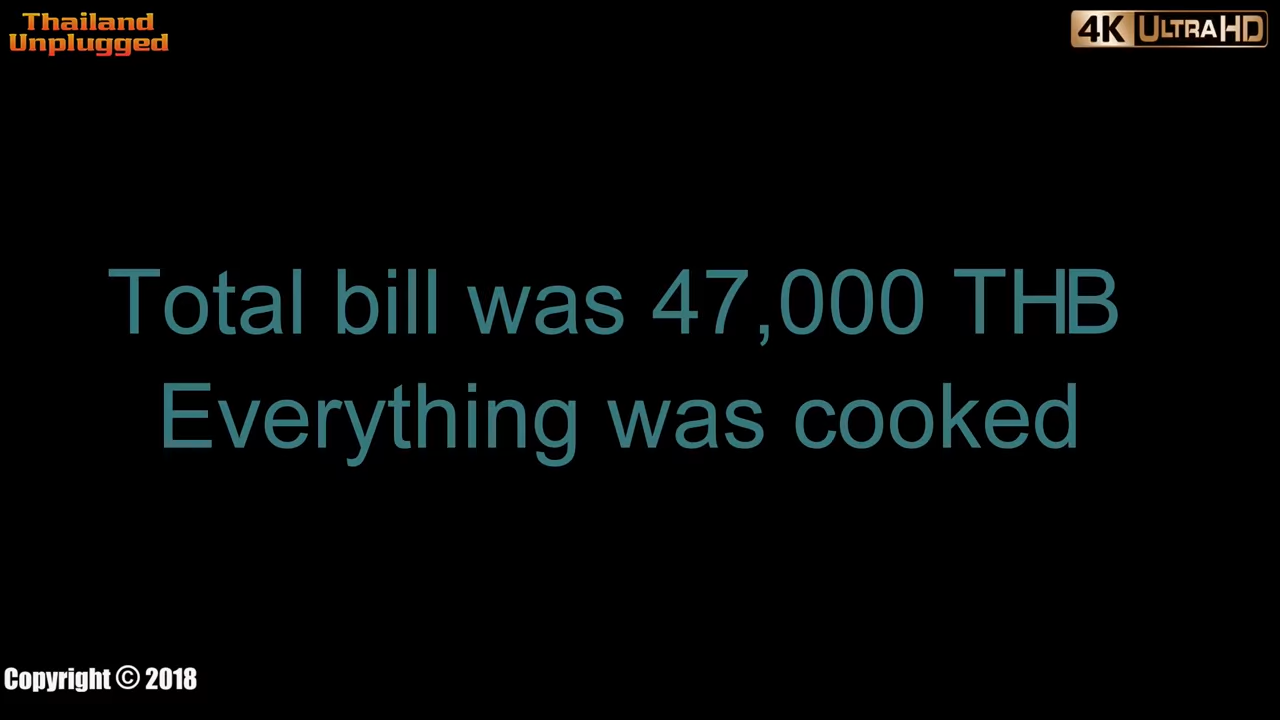 Thailand
Unplugged
4K ULTRAHD
Total bill was 47,000 THB
Everything was cooked
Copyright © 2018